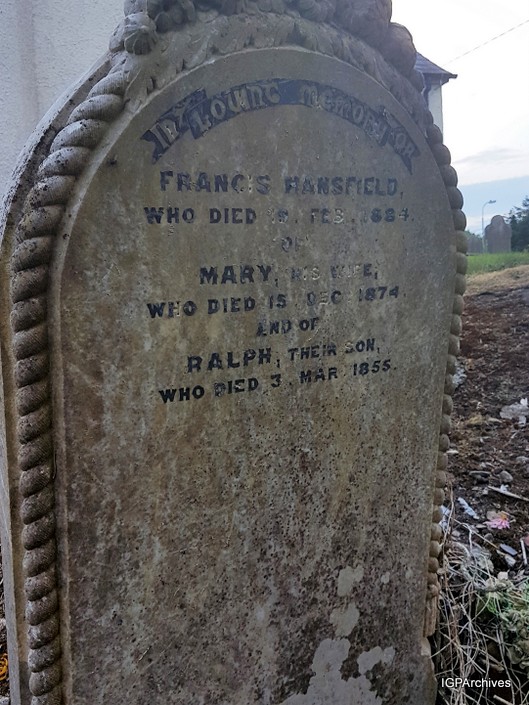 IN LOVING MEMORY OF
FRANCIS HANSFIELD,
WHO DIED FEB. 1884.
OF
MARY, HIS WIFE,
WHO DIED 15. DEC 1874.
AND OF
RALPH, THEIR SON,
WHO DIED 3. MAR 1855.
IGPArchives